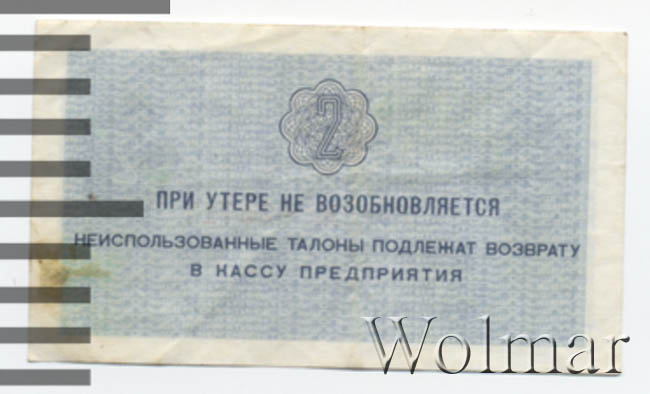 2
ПРИ УТЕРЕ НЕ ВОЗОБНОВЛЯЕТСЯ
НЕИСПОЛЬЗОВАННЫЕ ТАЛОНЫ ПОДЛЕЖАТ ВОЗВРАТУ
В КАССУ ПРЕДПРИЯТИЯ
Wolmar